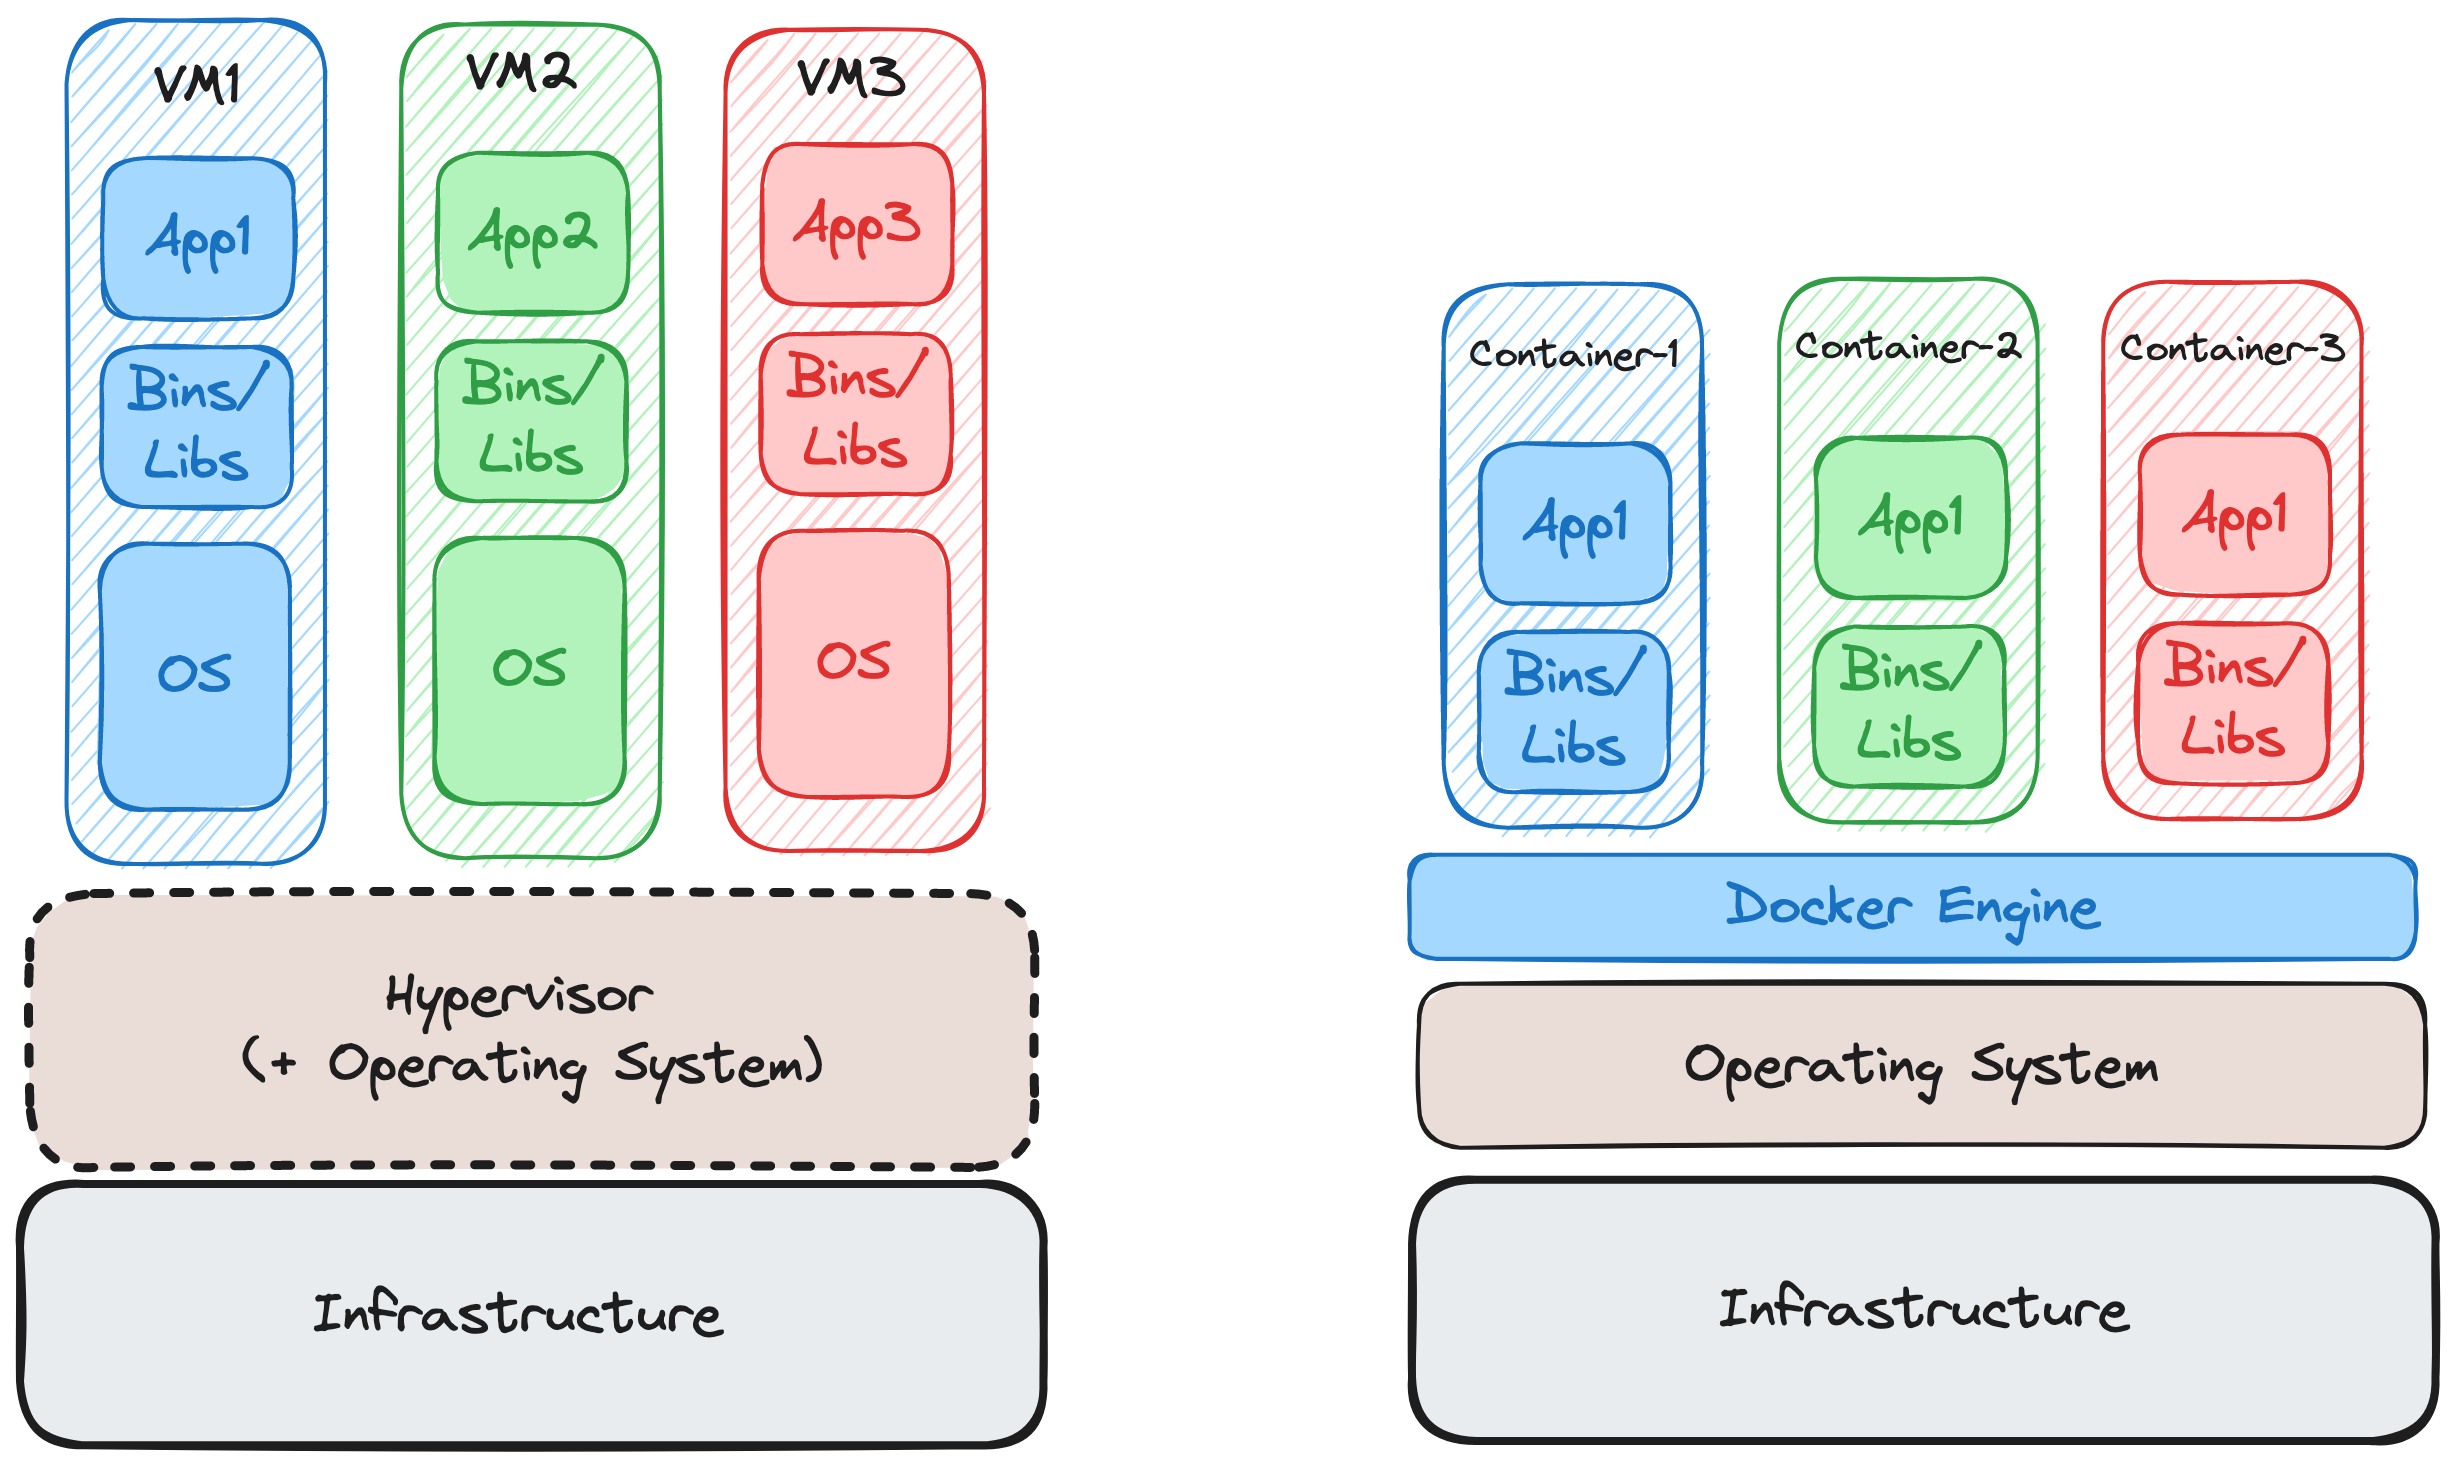 VM1
App1
Bins/
Libs
OS
VM2
App2
Bins/
Libs
OS
VM3
App3
Bins/
Libs
OS
Hypervisor
(+ Operating System)
Infrastructure
Container-1
App1
Bins/
Libs
Container-2
App1
Bins/
Libs
Container-3
App1
Bins/
Libs
Docker Engine
Operating System
Infrastructure